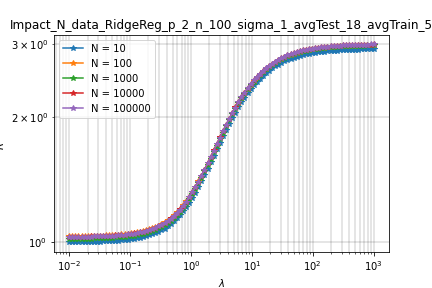 Impact_N_data_RidgeReg_p_2_n_100_sigma_1_avgTest_18_avgTrain_5
3 × 10⁰
N = 10
N = 100
N = 1000
N = 10000
N = 100000
2 × 10⁰
10⁰
10⁻² 10⁻¹ 10⁰ 10¹ 10² 10³
λ